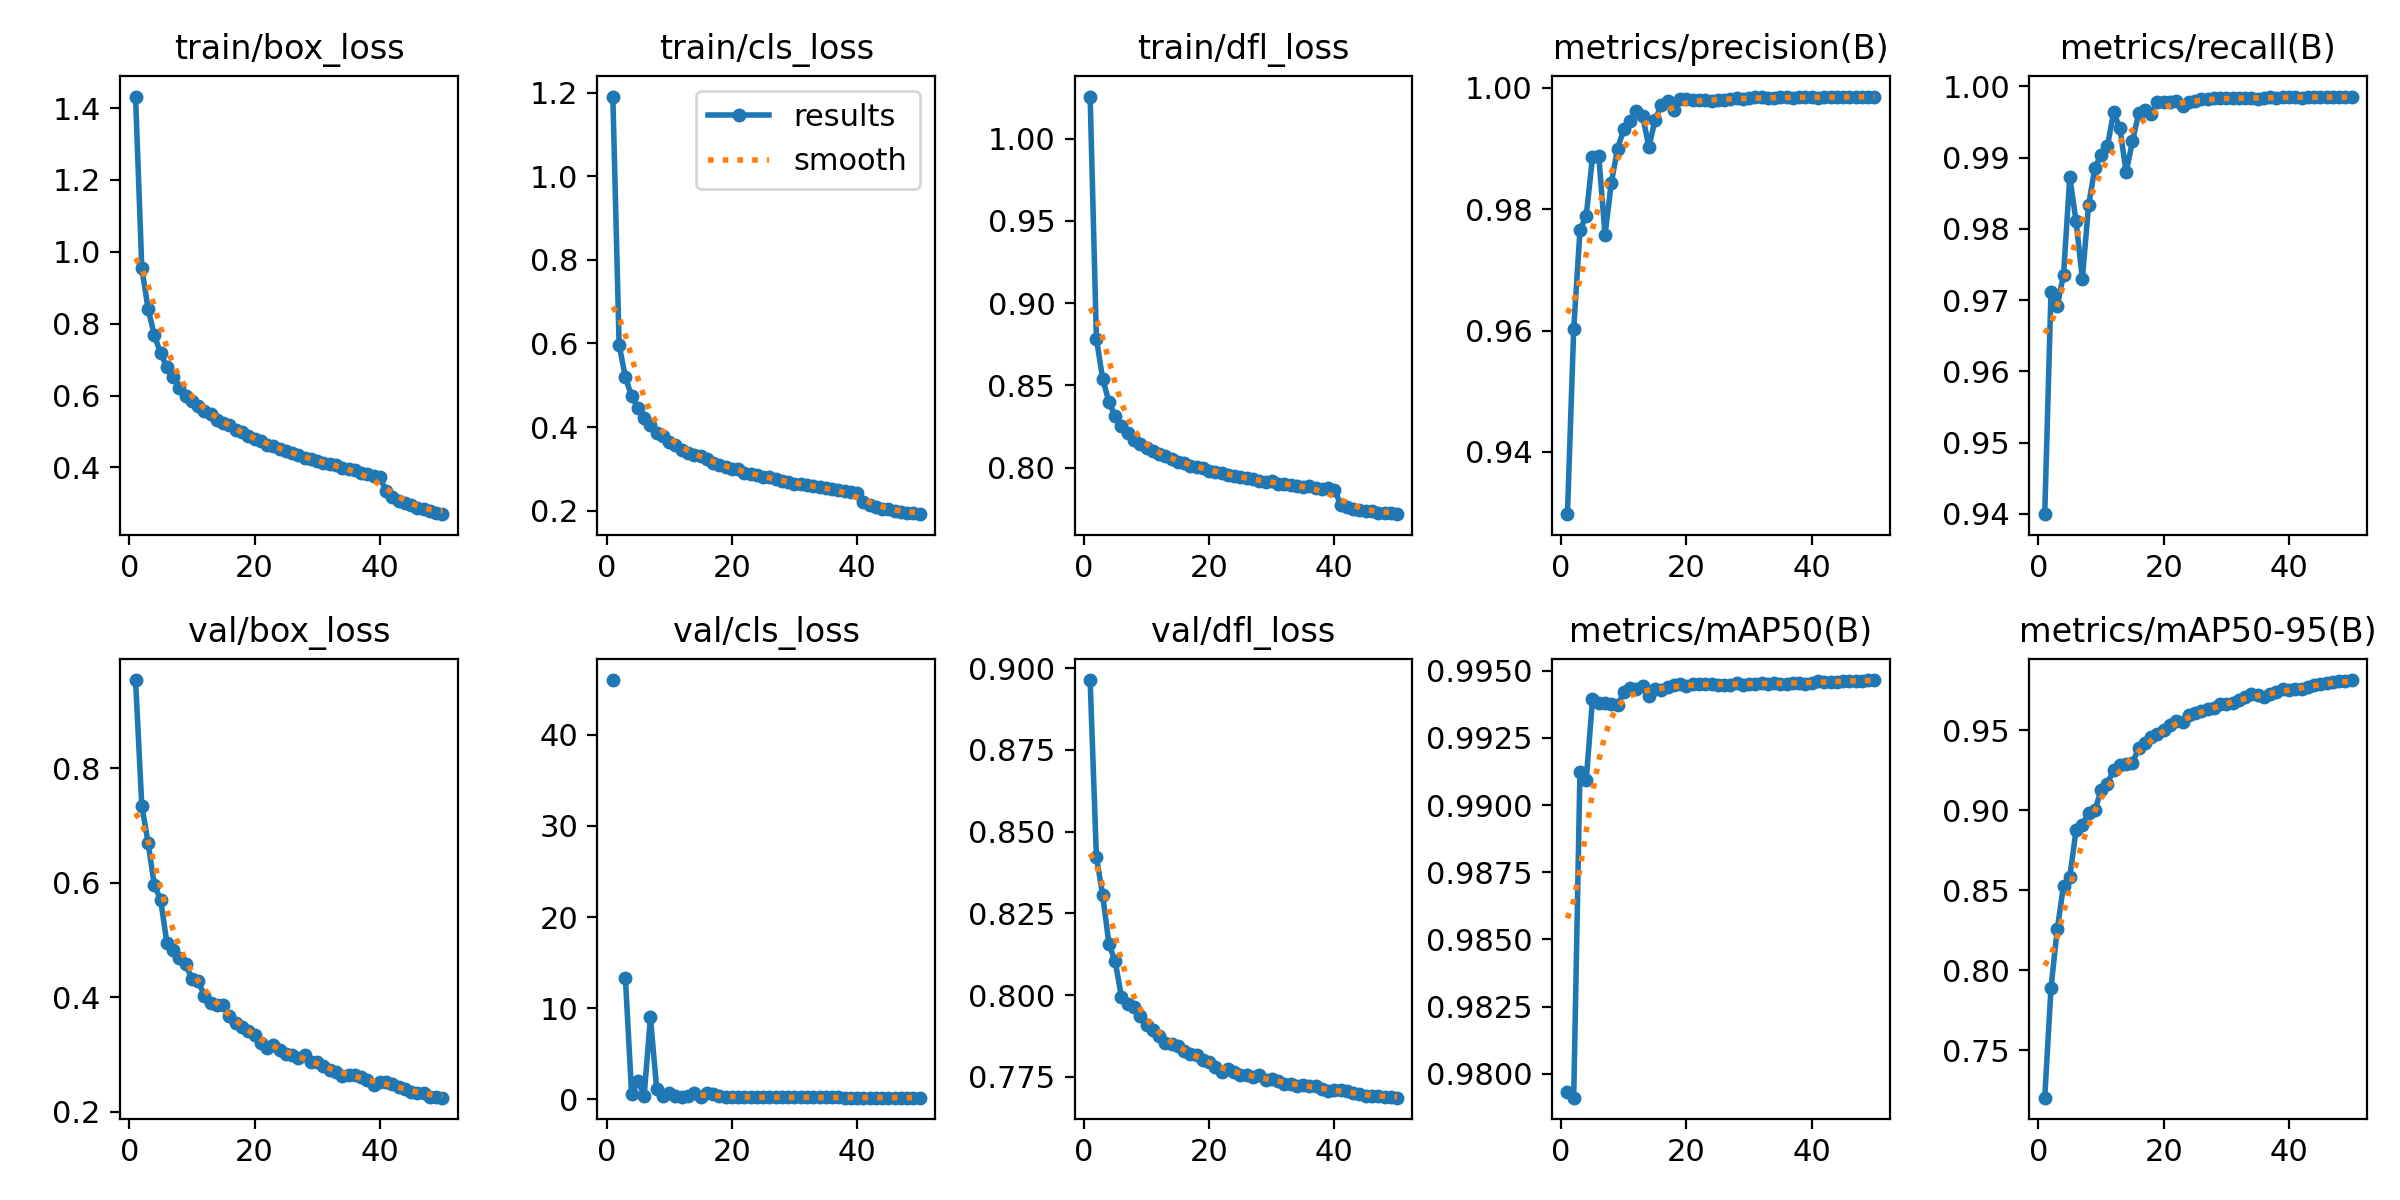 train/box_loss
1.4
1.2
1.0
0.8
0.6
0.4
0 20 40
train/cls_loss
results
smooth
1.2
1.0
0.8
0.6
0.4
0.2
0 20 40
train/dfl_loss
1.00
0.95
0.90
0.85
0.80
0 20 40
metrics/precision(B)
1.00
0.98
0.96
0.94
0 20 40
metrics/recall(B)
1.00
0.99
0.98
0.97
0.96
0.95
0.94
0 20 40
val/box_loss
0.8
0.6
0.4
0.2
0 20 40
val/cls_loss
40
30
20
10
0
0 20 40
val/dfl_loss
0.900
0.875
0.850
0.825
0.800
0.775
0 20 40
metrics/mAP50(B)
0.9950
0.9925
0.9900
0.9875
0.9850
0.9825
0.9800
0 20 40
metrics/mAP50-95(B)
0.95
0.90
0.85
0.80
0.75
0 20 40